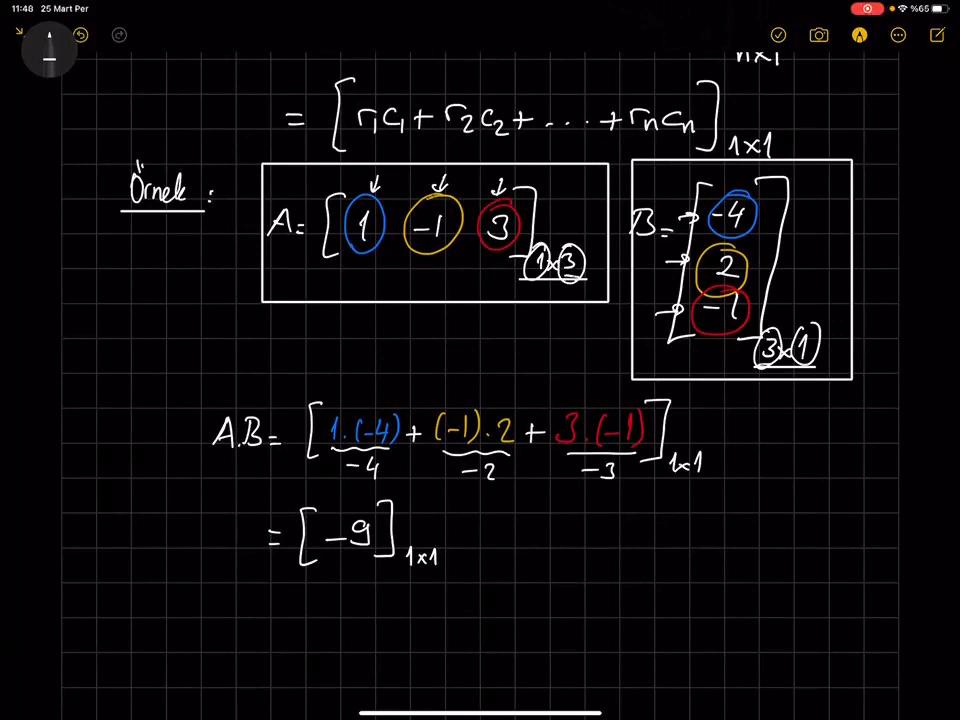 11:48 25 Mart Per %65
n×1
= [ r₁c₁ + r₂c₂ + ... + rₙcₙ ] 1×1
Örnek :
A = [ 1 -1 3 ] 1×3
B = [ -4
2
-1 ] 3×1
A.B = [ 1.(-4) + (-1).2 + 3.(-1) ] 1×1
-4 -2 -3
= [ -9 ] 1×1